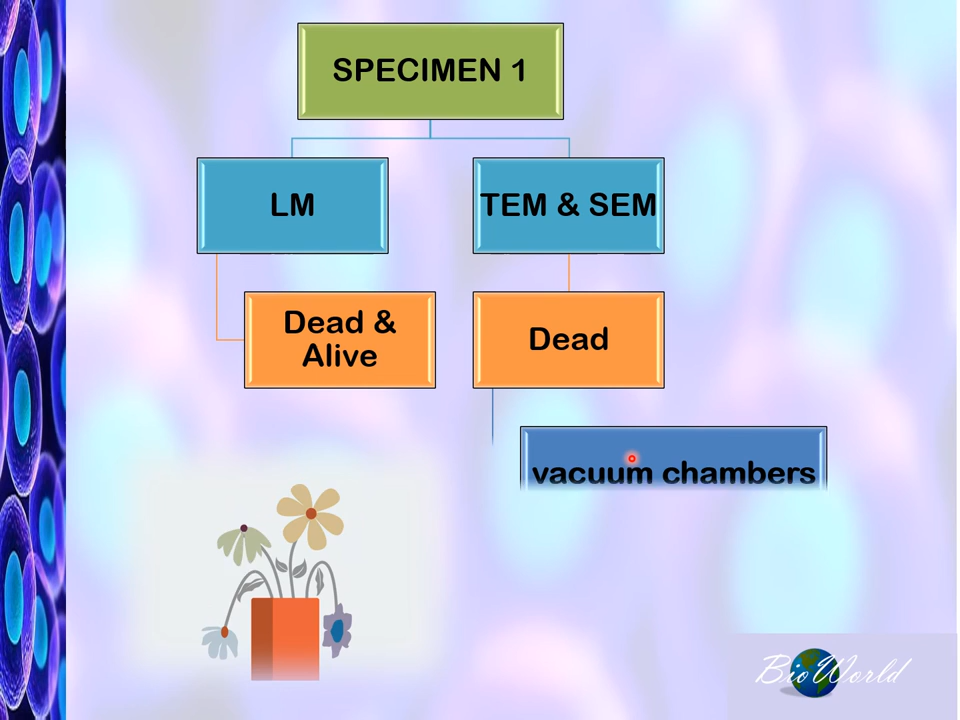 SPECIMEN 1
LM
TEM & SEM
Dead &
Alive
Dead
vacuum chambers
BioWorld